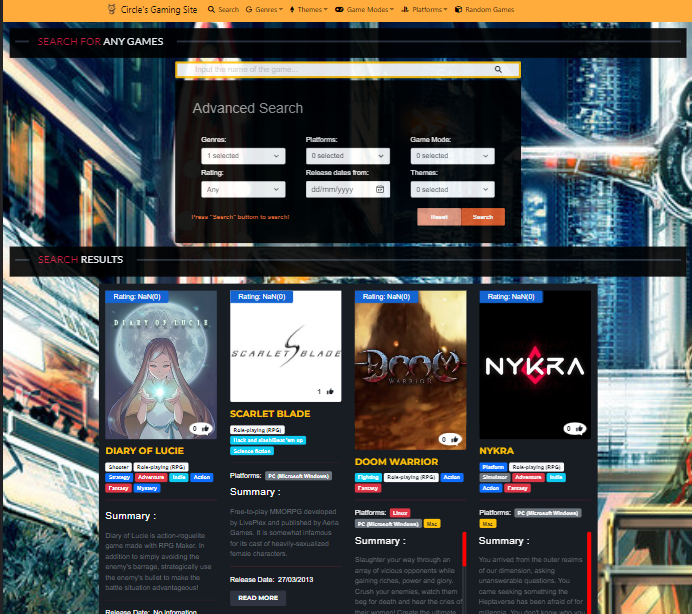 Circle's Gaming Site Search Genres Themes Game Modes Platforms Random Games
SEARCH FOR ANY GAMES
Input the name of the game...
Advanced Search
Genres: Platforms: Game Mode:
1 selected 0 selected 0 selected
Rating: Release dates from: Themes:
Any dd/mm/yyyy 0 selected
Press "Search" buttom to search!
Reset Search
SEARCH RESULTS
Rating: NaN(0)
DIARY OF LUCIE
0
DIARY OF LUCIE
Shooter Role-playing (RPG)
Strategy Adventure Indie Action
Fantasy Mystery
Summary :
Diary of Lucie is action-roguelite
game made with RPG Maker. In
addition to simply avoiding the
enemy's barrage, strategically use
the enemy's bullet to make the
battle situation advantageous!
Release Date: No infomation
Rating: NaN(0)
SCARLET BLADE
1
SCARLET BLADE
Role-playing (RPG)
Hack and slash/Beat 'em up
Science fiction
Platforms: PC (Microsoft Windows)
Summary :
Free-to-play MMORPG developed
by LivePlex and published by Aeria
Games. It is somewhat infamous
for its cast of heavily-sexualized
female characters.
Release Date: 27/03/2013
READ MORE
Rating: NaN(0)
DOOM
WARRIOR
0
DOOM WARRIOR
Fighting Role-playing (RPG) Action
Fantasy
Platforms: Linux
PC (Microsoft Windows) Mac
Summary :
Slaughter your way through an
array of vicious opponents while
gaining riches, power and glory.
Crush your enemies, watch them
beg for death and hear the cries of
their women! Create the ultimate
Rating: NaN(0)
NYKRA
0
NYKRA
Platform Role-playing (RPG)
Simulator Adventure Indie
Action Fantasy
Platforms: PC (Microsoft Windows)
Mac
Summary :
You arrived from the outer realms
of our dimension, asking
unanswerable questions. You
came seeking something the
Heptaverse has been afraid of for
millennia. You don't know who you